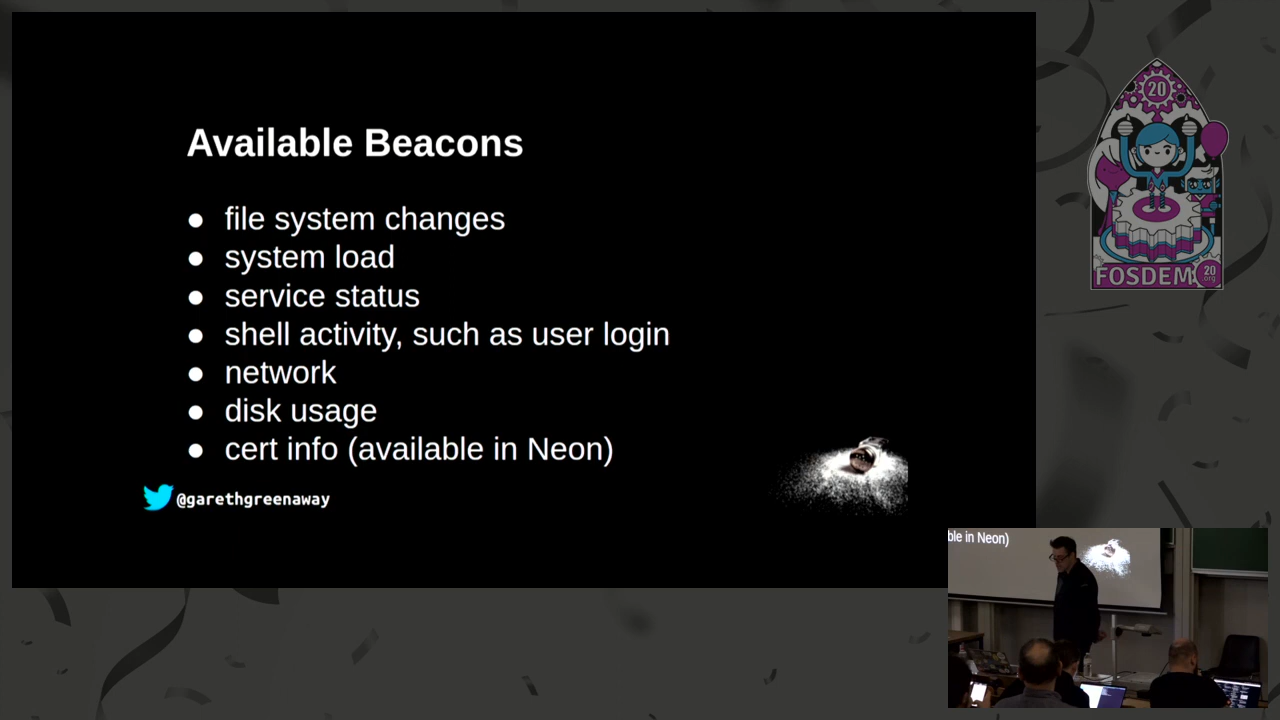 Available Beacons
● file system changes
● system load
● service status
● shell activity, such as user login
● network
● disk usage
● cert info (available in Neon)
@garethgreenaway
20
FOSDEM
20
org
ble in Neon)